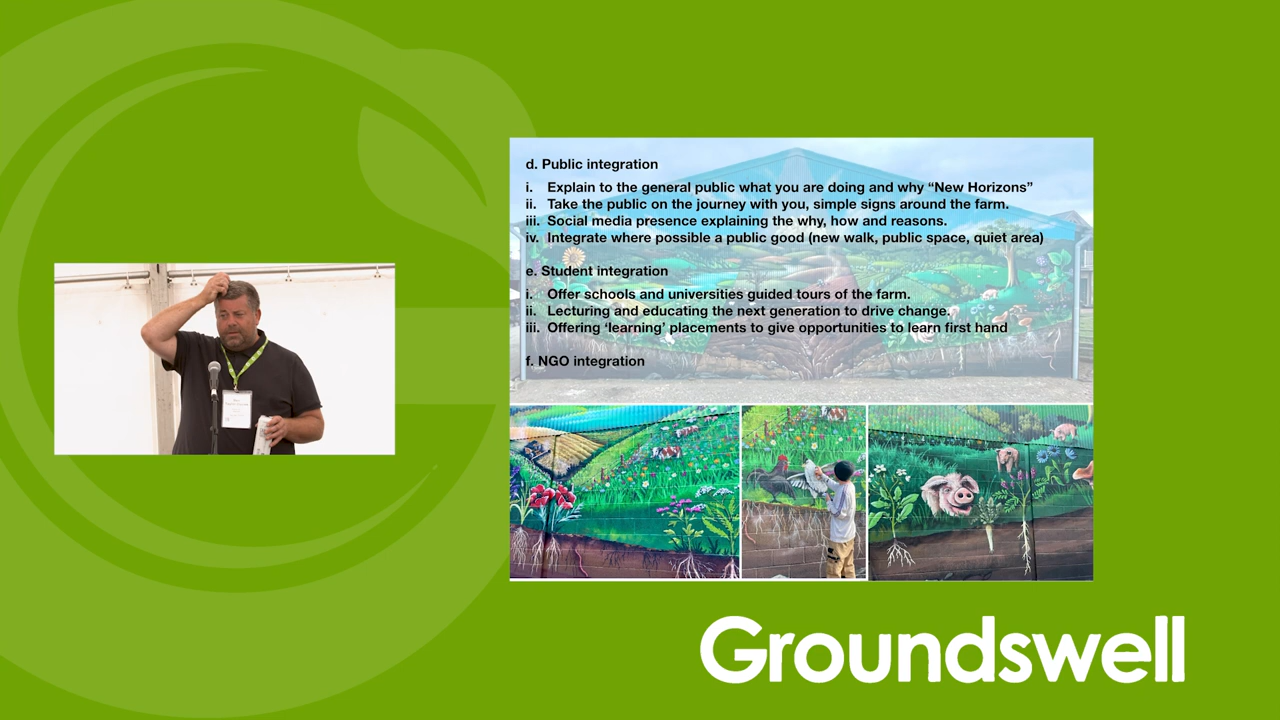 d. Public integration
i. Explain to the general public what you are doing and why “New Horizons”
ii. Take the public on the journey with you, simple signs around the farm.
iii. Social media presence explaining the why, how and reasons.
iv. Integrate where possible a public good (new walk, public space, quiet area)
e. Student integration
i. Offer schools and universities guided tours of the farm.
ii. Lecturing and educating the next generation to drive change.
iii. Offering ‘learning’ placements to give opportunities to learn first hand
f. NGO integration
Groundswell